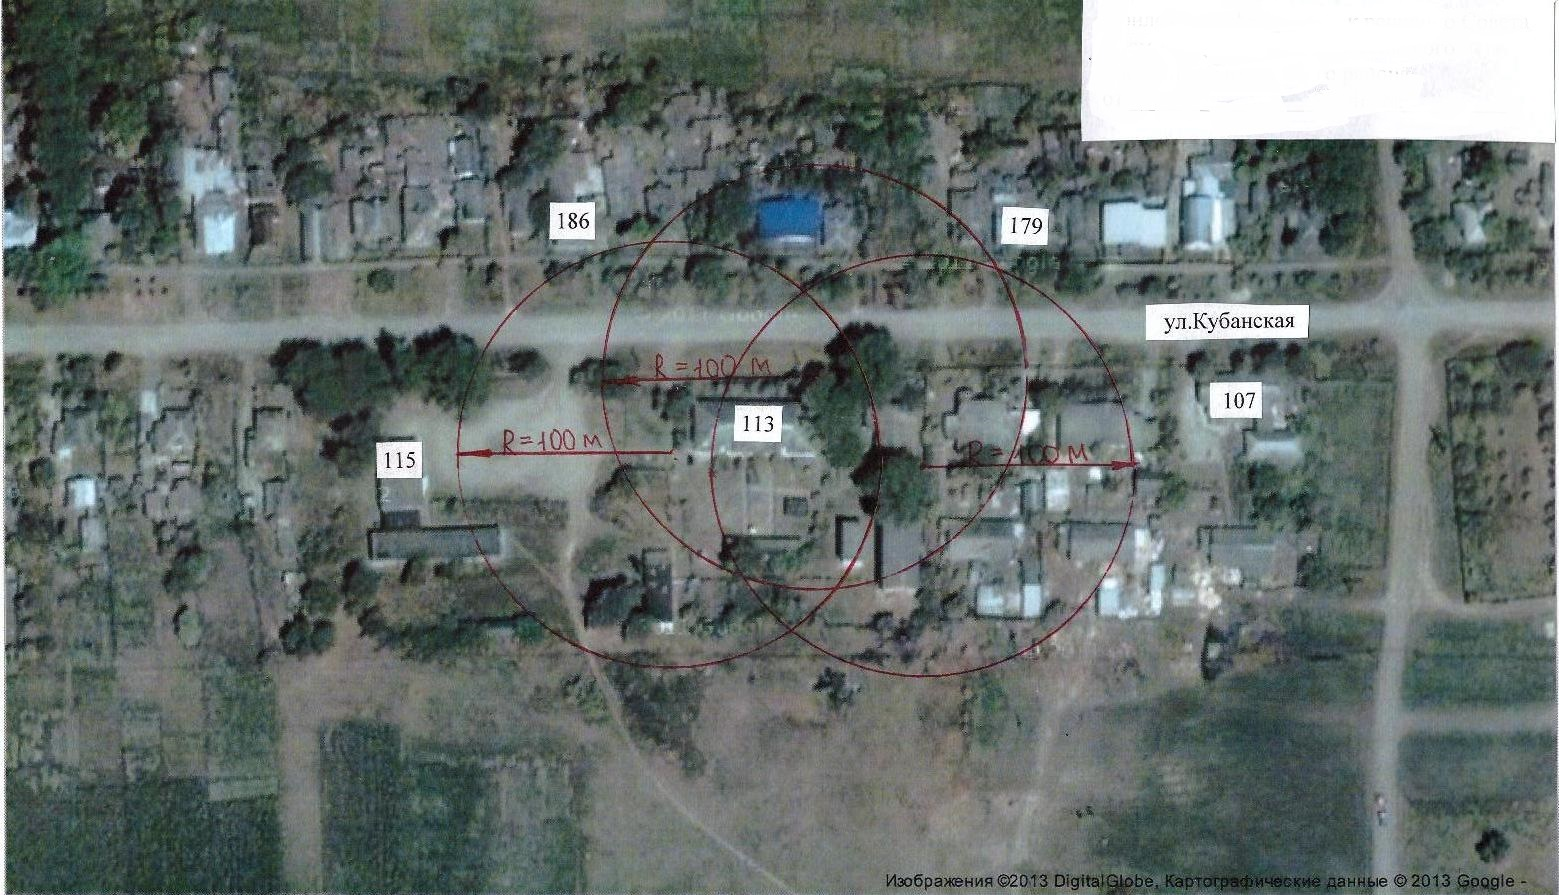 186
179
ул.Кубанская
R = 100 м
113
107
R = 100 м
115
R = 100 м
Изображения ©2013 DigitalGlobe, Картографические данные © 2013 Google -